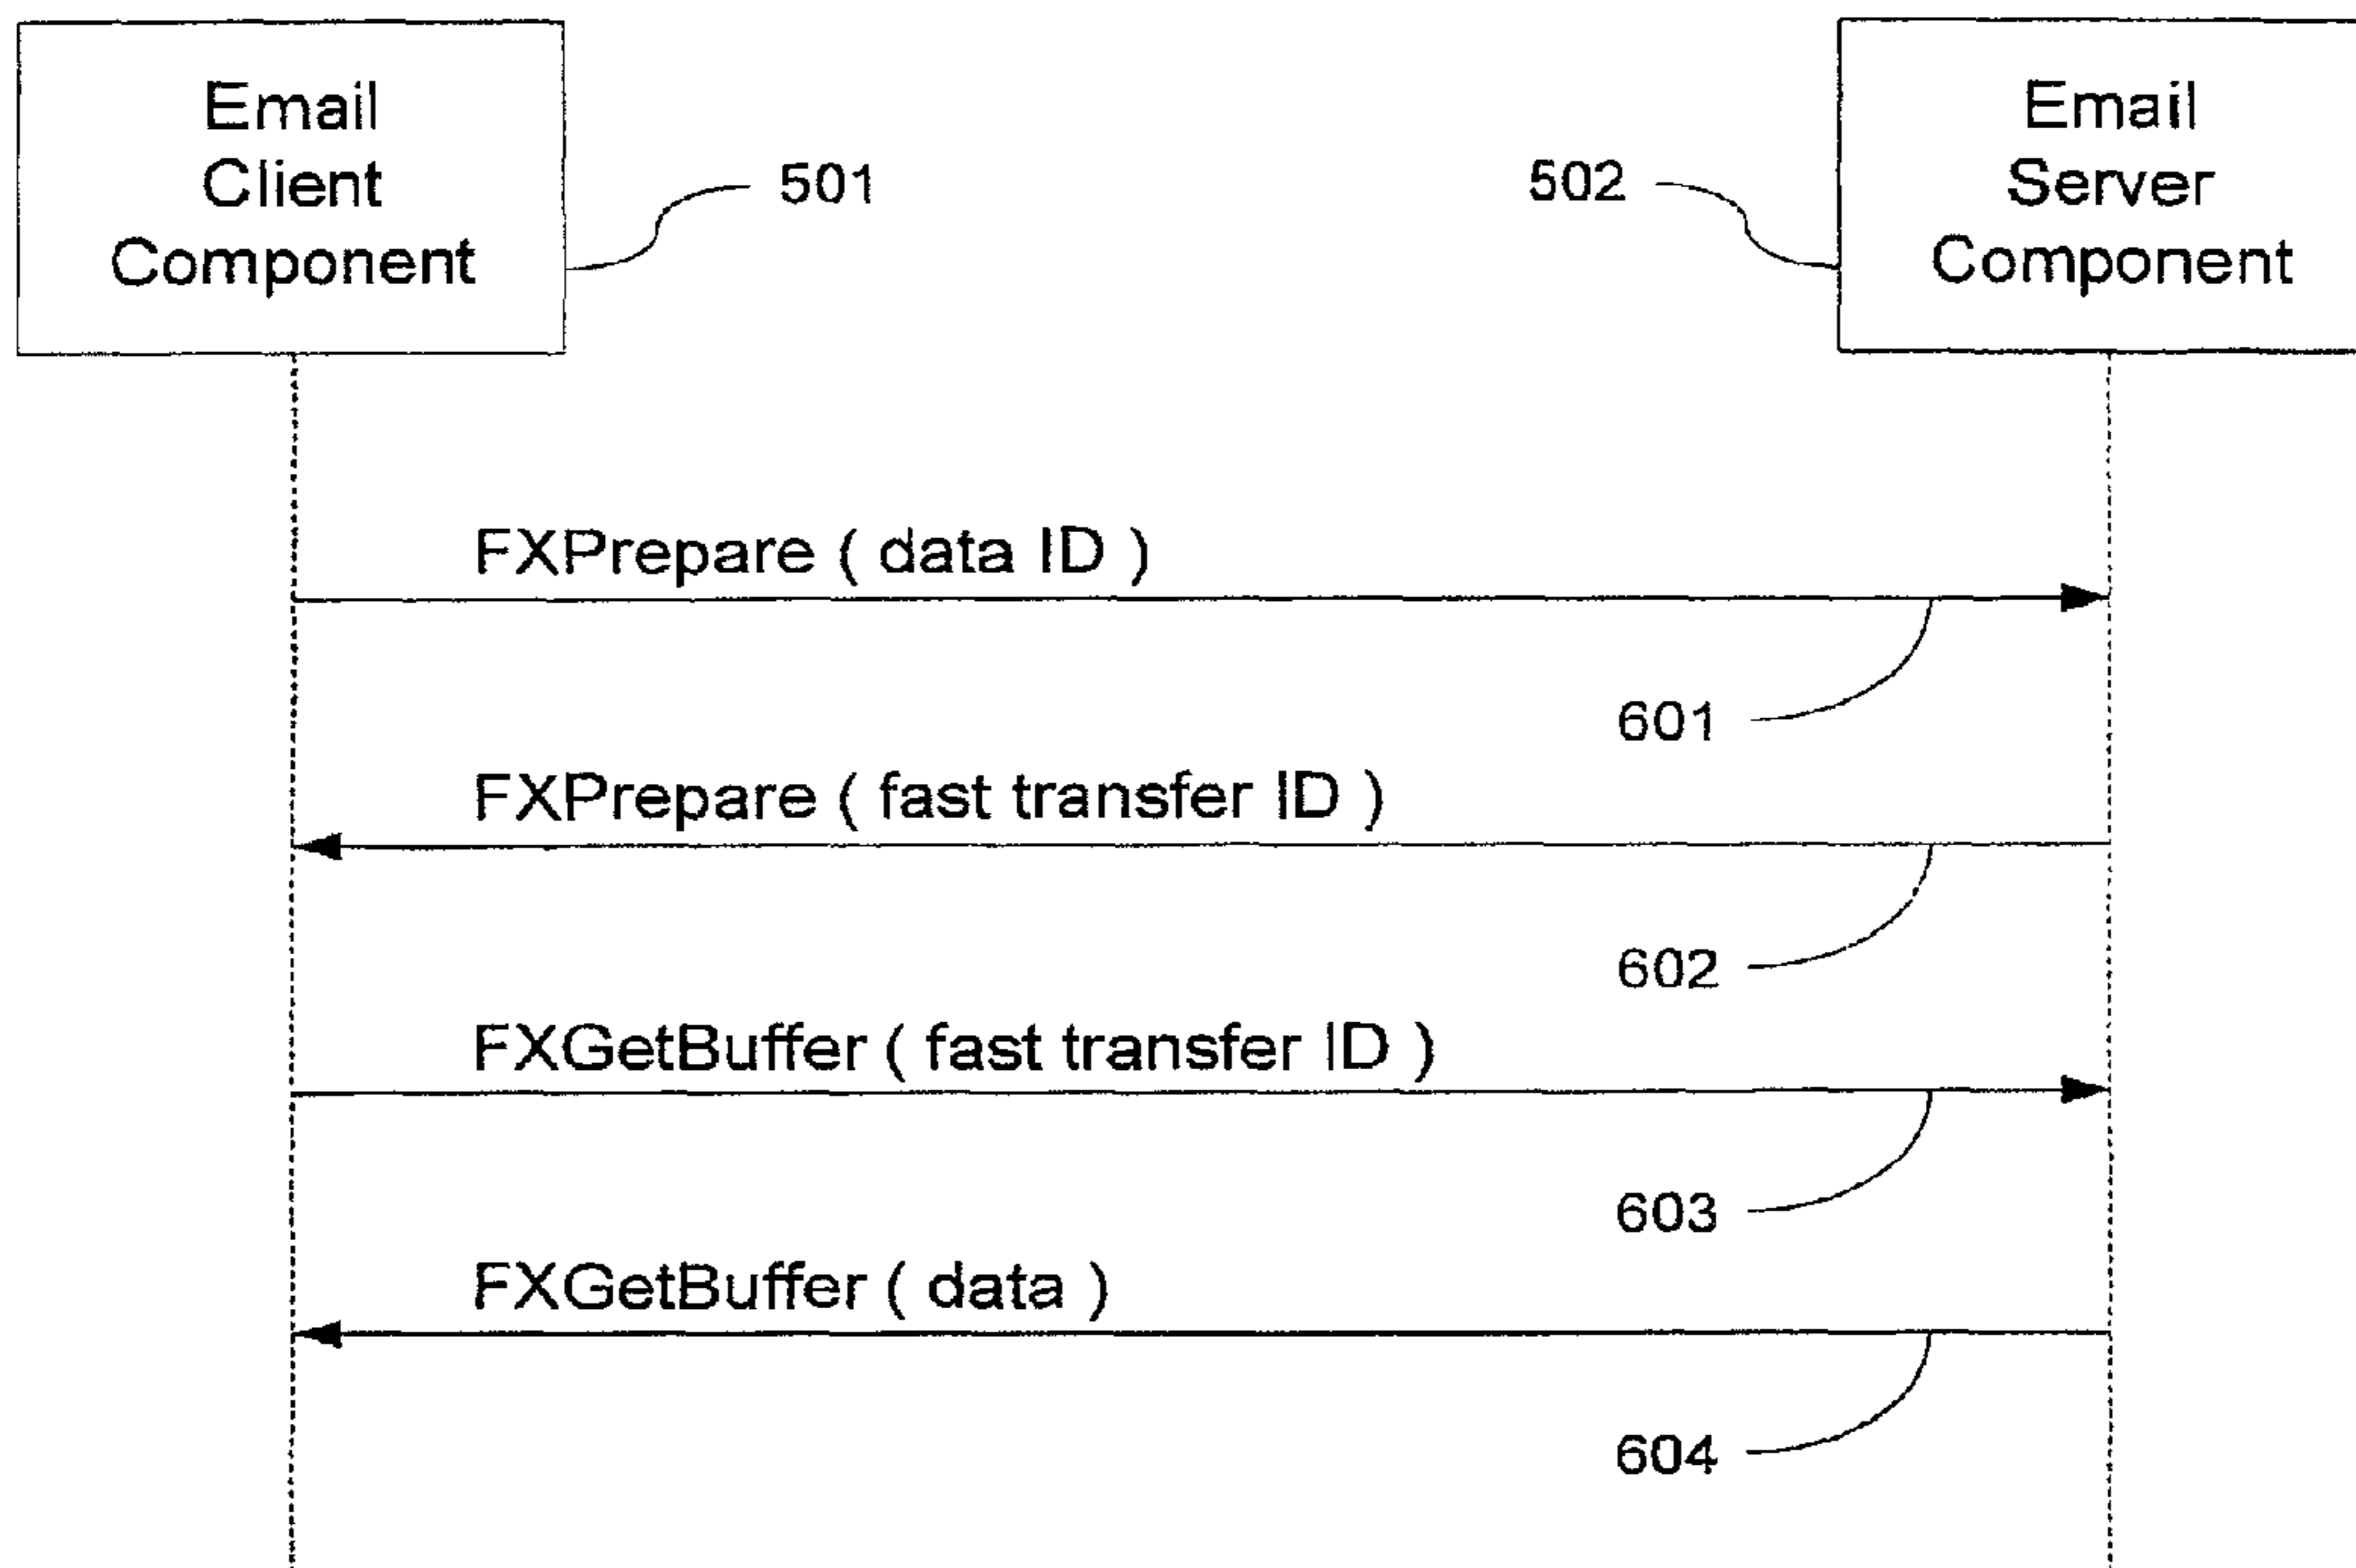 Email
Client
Component
501
502
Email
Server
Component
FXPrepare ( data ID )
601
FXPrepare ( fast transfer ID )
602
FXGetBuffer ( fast transfer ID )
603
FXGetBuffer ( data )
604